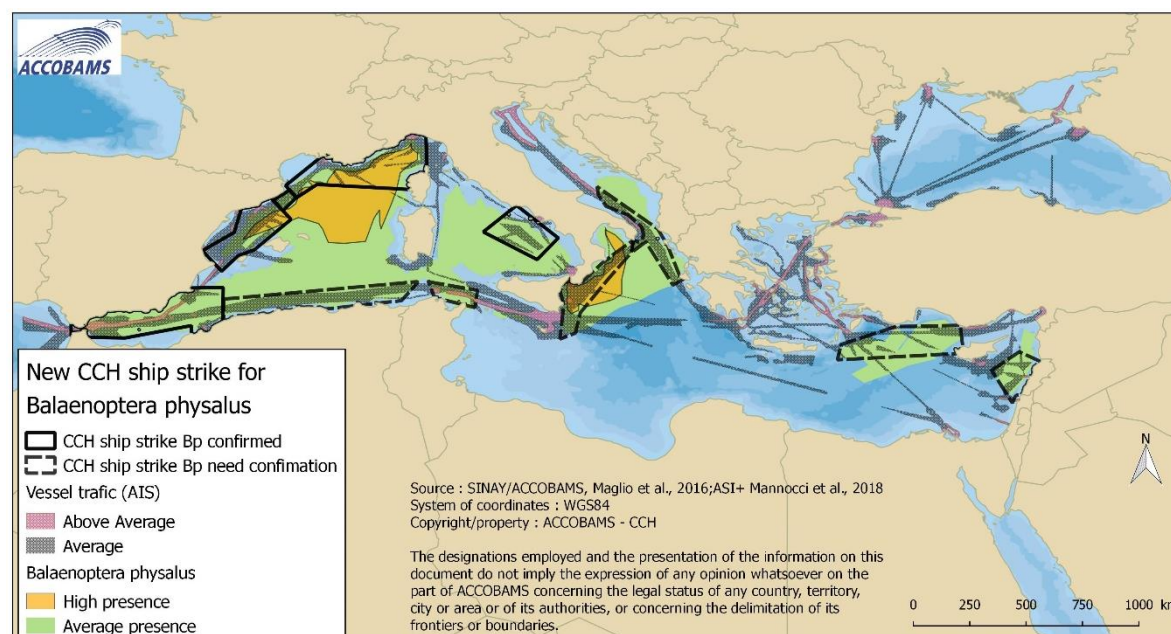 ACCOBAMS
New CCH ship strike for
Balaenoptera physalus
CCH ship strike Bp confirmed
CCH ship strike Bp need confimation
Vessel trafic (AIS)
Above Average
Average
Balaenoptera physalus
High presence
Average presence
Source : SINAY/ACCOBAMS, Maglio et al., 2016;ASI+ Mannocci et al., 2018
System of coordinates : WGS84
Copyright/property : ACCOBAMS - CCH
The designations employed and the presentation of the information on this
document do not imply the expression of any opinion whatsoever on the
part of ACCOBAMS concerning the legal status of any country, territory,
city or area or of its authorities, or concerning the delimitation of its
frontiers or boundaries.
N
0 250 500 750 1000 km